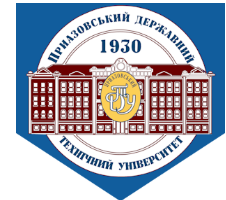 ПРИАЗОВСЬКИЙ ДЕРЖАВНИЙ
1930
ТЕХНІЧНИЙ УНІВЕРСИТЕТ